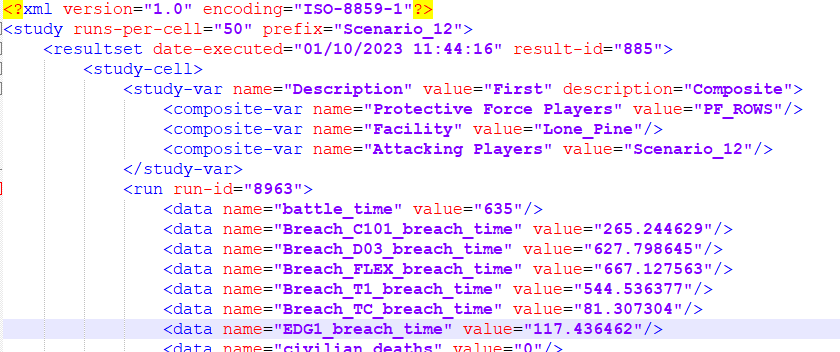 <?xml version="1.0" encoding="ISO-8859-1"?>
<study runs-per-cell="50" prefix="Scenario_12">
<resultset date-executed="01/10/2023 11:44:16" result-id="885">
<study-cell>
<study-var name="Description" value="First" description="Composite">
<composite-var name="Protective Force Players" value="PF_ROWS"/>
<composite-var name="Facility" value="Lone_Pine"/>
<composite-var name="Attacking Players" value="Scenario_12"/>
</study-var>
<run run-id="8963">
<data name="battle_time" value="635"/>
<data name="Breach_C101_breach_time" value="265.244629"/>
<data name="Breach_D03_breach_time" value="627.798645"/>
<data name="Breach_FLEX_breach_time" value="667.127563"/>
<data name="Breach_T1_breach_time" value="544.536377"/>
<data name="Breach_TC_breach_time" value="81.307304"/>
<data name="EDG1_breach_time" value="117.436462"/>
<data name="civilian_deaths" value="0"/>